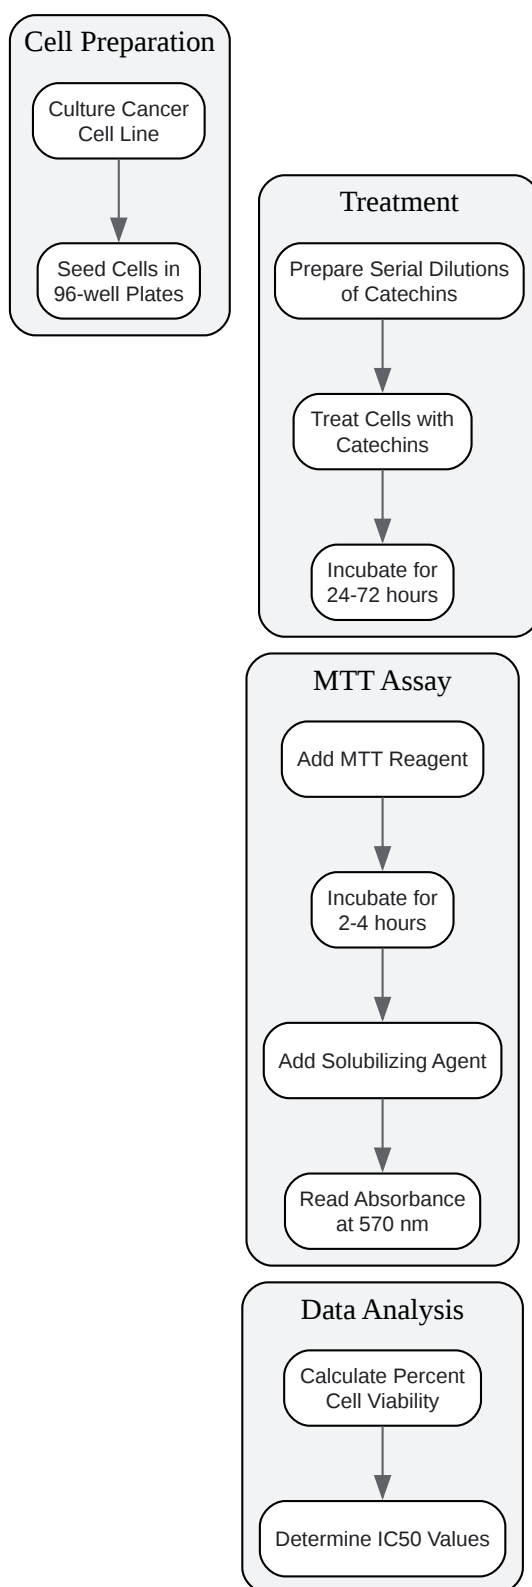 Cell Preparation
Culture Cancer
Cell Line
Seed Cells in
96-well Plates
Treatment
Prepare Serial Dilutions
of Catechins
Treat Cells with
Catechins
Incubate for
24-72 hours
MTT Assay
Add MTT Reagent
Incubate for
2-4 hours
Add Solubilizing Agent
Read Absorbance
at 570 nm
Data Analysis
Calculate Percent
Cell Viability
Determine IC50 Values